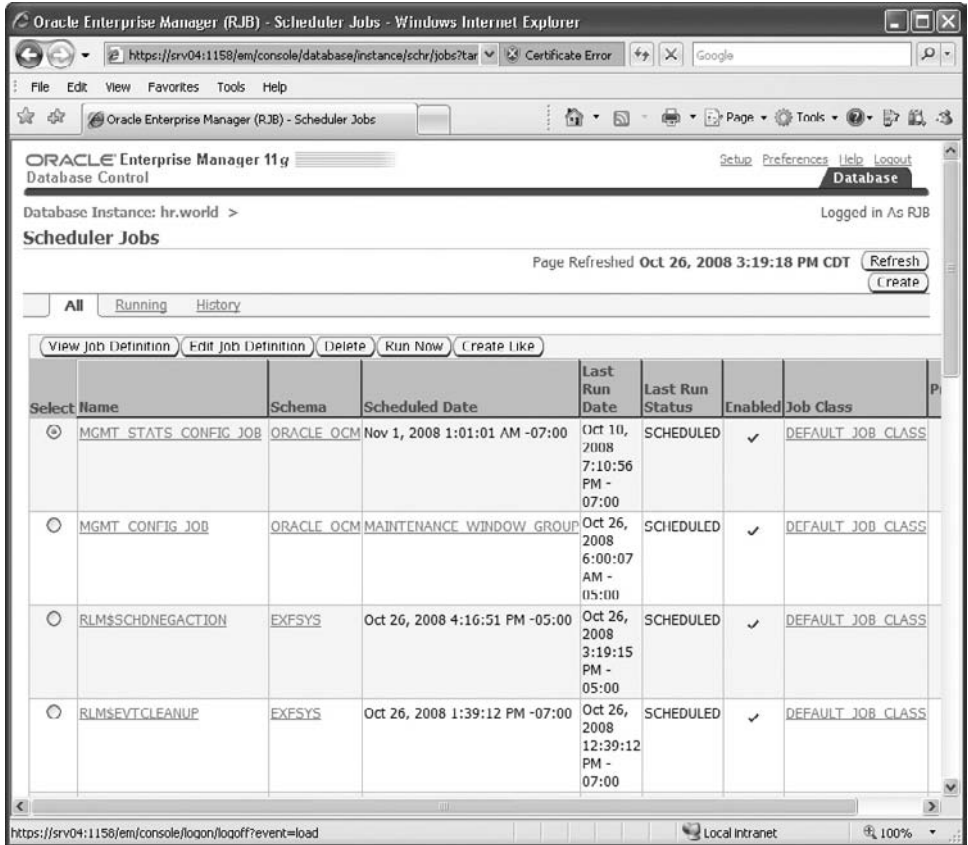 Oracle Enterprise Manager (RJB) - Scheduler Jobs - Windows Internet Explorer
https://srv04:1158/em/console/database/instance/schr/jobs?tar Certificate Error Google
File Edit View Favorites Tools Help
Oracle Enterprise Manager (RJB) - Scheduler Jobs Page Tools
ORACLE Enterprise Manager 11g
Database Control
Setup Preferences Help Logout
Database
Database Instance: hr.world >
Logged in As RJB
Scheduler Jobs
Page Refreshed Oct 26, 2008 3:19:18 PM CDT Refresh
Create
All Running History
View Job Definition Edit Job Definition Delete Run Now Create Like
Select Name Schema Scheduled Date Last Run Date Last Run Status Enabled Job Class
MGMT_STATS_CONFIG_JOB ORACLE_OCM Nov 1, 2008 1:01:01 AM -07:00 Oct 10, 2008 7:10:56 PM -07:00 SCHEDULED DEFAULT_JOB_CLASS
MGMT_CONFIG_JOB ORACLE_OCM MAINTENANCE_WINDOW_GROUP Oct 26, 2008 6:00:07 AM -05:00 SCHEDULED DEFAULT_JOB_CLASS
RLM$SCHDNEGACTION EXFSYS Oct 26, 2008 4:16:51 PM -05:00 Oct 26, 2008 3:19:15 PM -05:00 SCHEDULED DEFAULT_JOB_CLASS
RLM$EVTCLEANUP EXFSYS Oct 26, 2008 1:39:12 PM -07:00 Oct 26, 2008 12:39:12 PM -07:00 SCHEDULED DEFAULT_JOB_CLASS
https://srv04:1158/em/console/logon/logoff?event=load Local intranet 100%